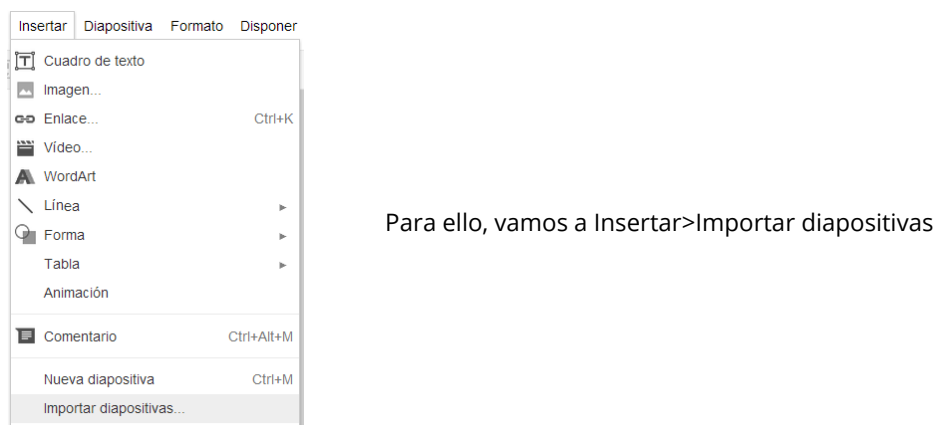 Insertar Diapositiva Formato Disponer
Cuadro de texto
Imagen...
Enlace... Ctrl+K
Vídeo...
WordArt
Línea ►
Forma ►
Tabla ►
Animación
Comentario Ctrl+Alt+M
Nueva diapositiva Ctrl+M
Importar diapositivas...
Para ello, vamos a Insertar>Importar diapositivas